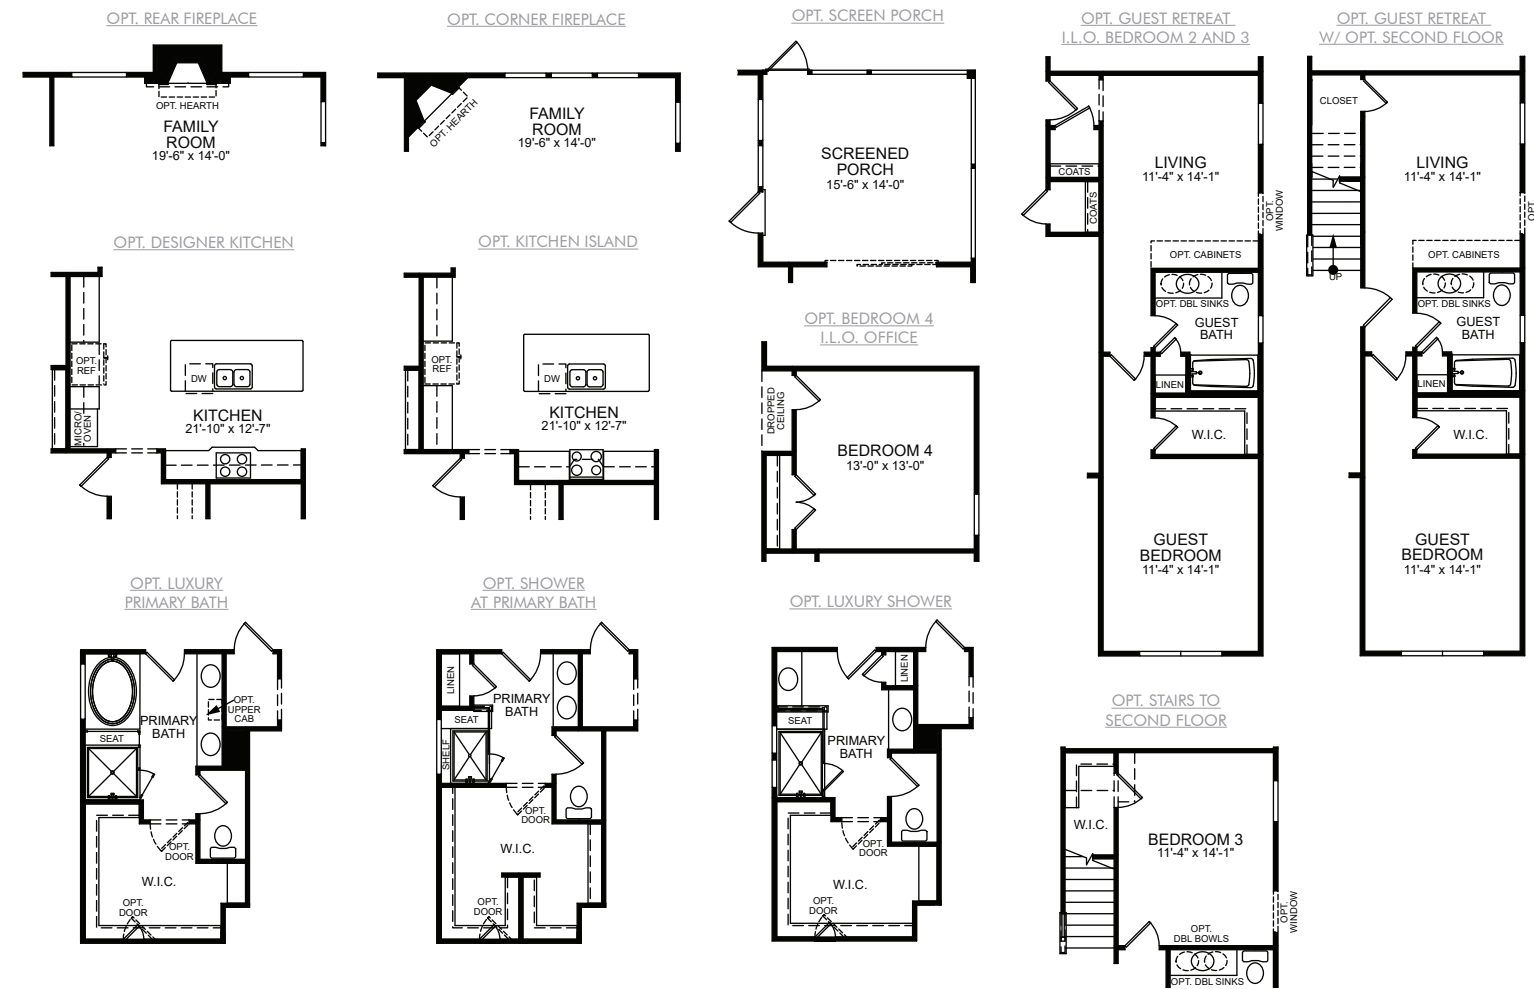 OPT. REAR FIREPLACE
OPT. HEARTH
FAMILY
ROOM
19'-6" x 14'-0"
OPT. CORNER FIREPLACE
OPT. HEARTH
FAMILY
ROOM
19'-6" x 14'-0"
OPT. SCREEN PORCH
SCREENED
PORCH
15'-6" x 14'-0"
OPT. GUEST RETREAT
I.L.O. BEDROOM 2 AND 3
COATS
COATS
LIVING
11'-4" x 14'-1"
OPT.
WINDOW
OPT. CABINETS
OPT. DBL SINKS
GUEST
BATH
LINEN
W.I.C.
GUEST
BEDROOM
11'-4" x 14'-1"
OPT. GUEST RETREAT
W/ OPT. SECOND FLOOR
CLOSET
LIVING
11'-4" x 14'-1"
OPT.
UP
OPT. CABINETS
OPT. DBL SINKS
GUEST
BATH
LINEN
W.I.C.
GUEST
BEDROOM
11'-4" x 14'-1"
OPT. DESIGNER KITCHEN
OPT.
REF
DW
MICRO/
OVEN
KITCHEN
21'-10" x 12'-7"
OPT. KITCHEN ISLAND
OPT.
REF
DW
KITCHEN
21'-10" x 12'-7"
OPT. BEDROOM 4
I.L.O. OFFICE
DROPPED
CEILING
BEDROOM 4
13'-0" x 13'-0"
OPT. LUXURY
PRIMARY BATH
OPT.
UPPER
CAB
PRIMARY
BATH
SEAT
OPT.
DOOR
W.I.C.
OPT.
DOOR
OPT. SHOWER
AT PRIMARY BATH
LINEN
PRIMARY
BATH
SEAT
SHELF
OPT.
DOOR
W.I.C.
OPT.
DOOR
OPT. LUXURY SHOWER
LINEN
SEAT
PRIMARY
BATH
OPT.
DOOR
W.I.C.
OPT.
DOOR
OPT. STAIRS TO
SECOND FLOOR
W.I.C.
BEDROOM 3
11'-4" x 14'-1"
OPT.
WINDOW
OPT.
DBL BOWLS
OPT. DBL SINKS